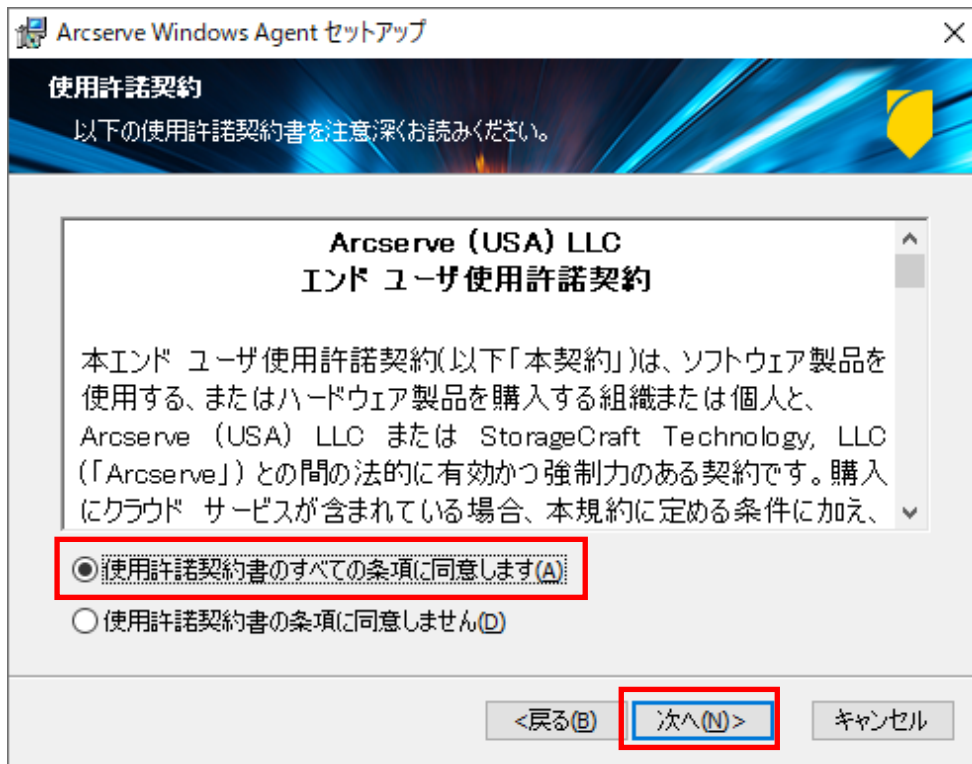 Arcserve Windows Agent セットアップ
使用許諾契約
以下の使用許諾契約書を注意深くお読みください。
Arcserve (USA) LLC
エンド ユーザ使用許諾契約
本エンド ユーザ使用許諾契約(以下「本契約」)は、ソフトウェア製品を
使用する、またはハードウェア製品を購入する組織または個人と、
Arcserve (USA) LLC または StorageCraft Technology, LLC
(「Arcserve」) との間の法的に有効かつ強制力のある契約です。購入
にクラウド サービスが含まれている場合、本規約に定める条件に加え、
使用許諾契約書のすべての条項に同意します(A)
使用許諾契約書の条項に同意しません(D)
<戻る(B)
次へ(N)>
キャンセル